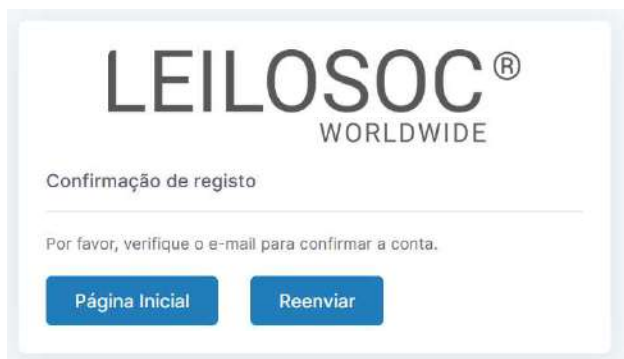 LEILOSOC®
WORLDWIDE
Confirmação de registo
Por favor, verifique o e-mail para confirmar a conta.
Página Inicial
Reenviar